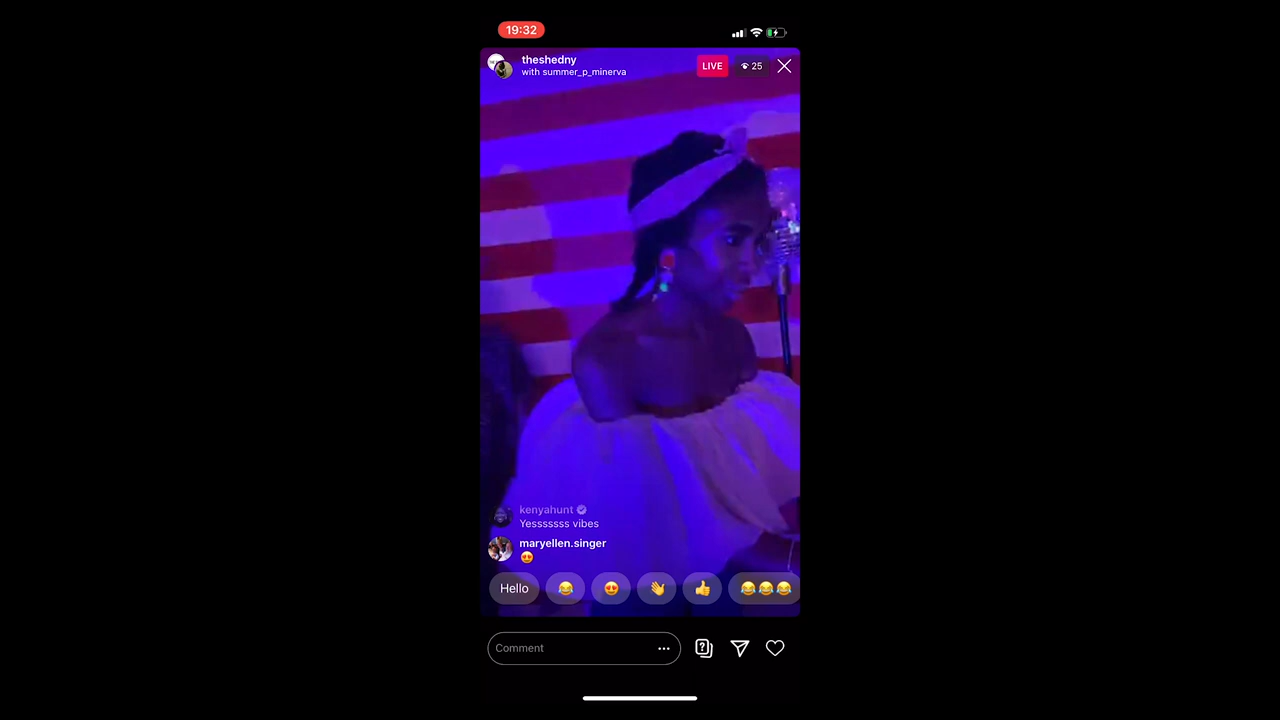 19:32
theshedny
with summer_p_minerva
LIVE
25
kenyahunt
Yesssssss vibes
maryellen.singer
😍
Hello 😂 😍 👋 👍 😂😂😂
Comment